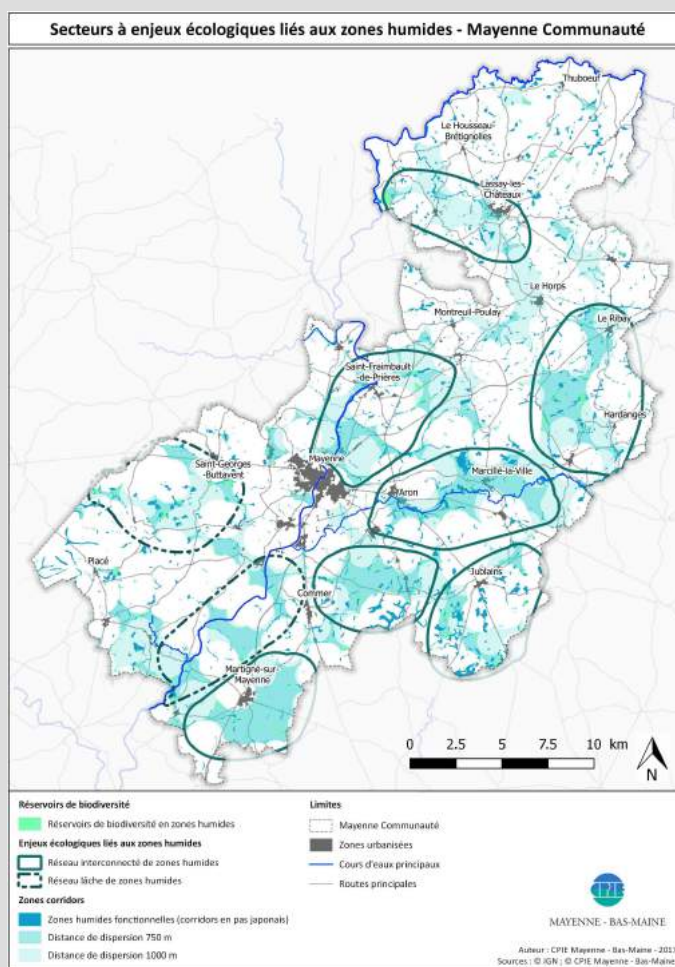 Secteurs à enjeux écologiques liés aux zones humides - Mayenne Communauté
Thuboeuf
Le Housseau-
Brétignolles
Lassay-les-
Châteaux
Le Horps
Montreuil-Poulay
Le Ribay
Saint-Fraimbault
-de-Prières
Hardanges
Mayenne
Saint-Georges-
Buttavent
Marcillé-la-Ville
Aron
Placé
Jublains
Commer
Martigné-sur-
Mayenne
0 2.5 5 7.5 10 km
N
Réservoirs de biodiversité
Réservoirs de biodiversité en zones humides
Enjeux écologiques liés aux zones humides
Réseau interconnecté de zones humides
Réseau lâche de zones humides
Zones corridors
Zones humides fonctionnelles (corridors en pas japonais)
Distance de dispersion 750 m
Distance de dispersion 1000 m
Limites
Mayenne Communauté
Zones urbanisées
Cours d'eaux principaux
Routes principales
CPIE
MAYENNE - BAS-MAINE
Auteur : CPIE Mayenne - Bas-Maine -
Sources : © IGN ; © CPIE Mayenne - Bas-Maine